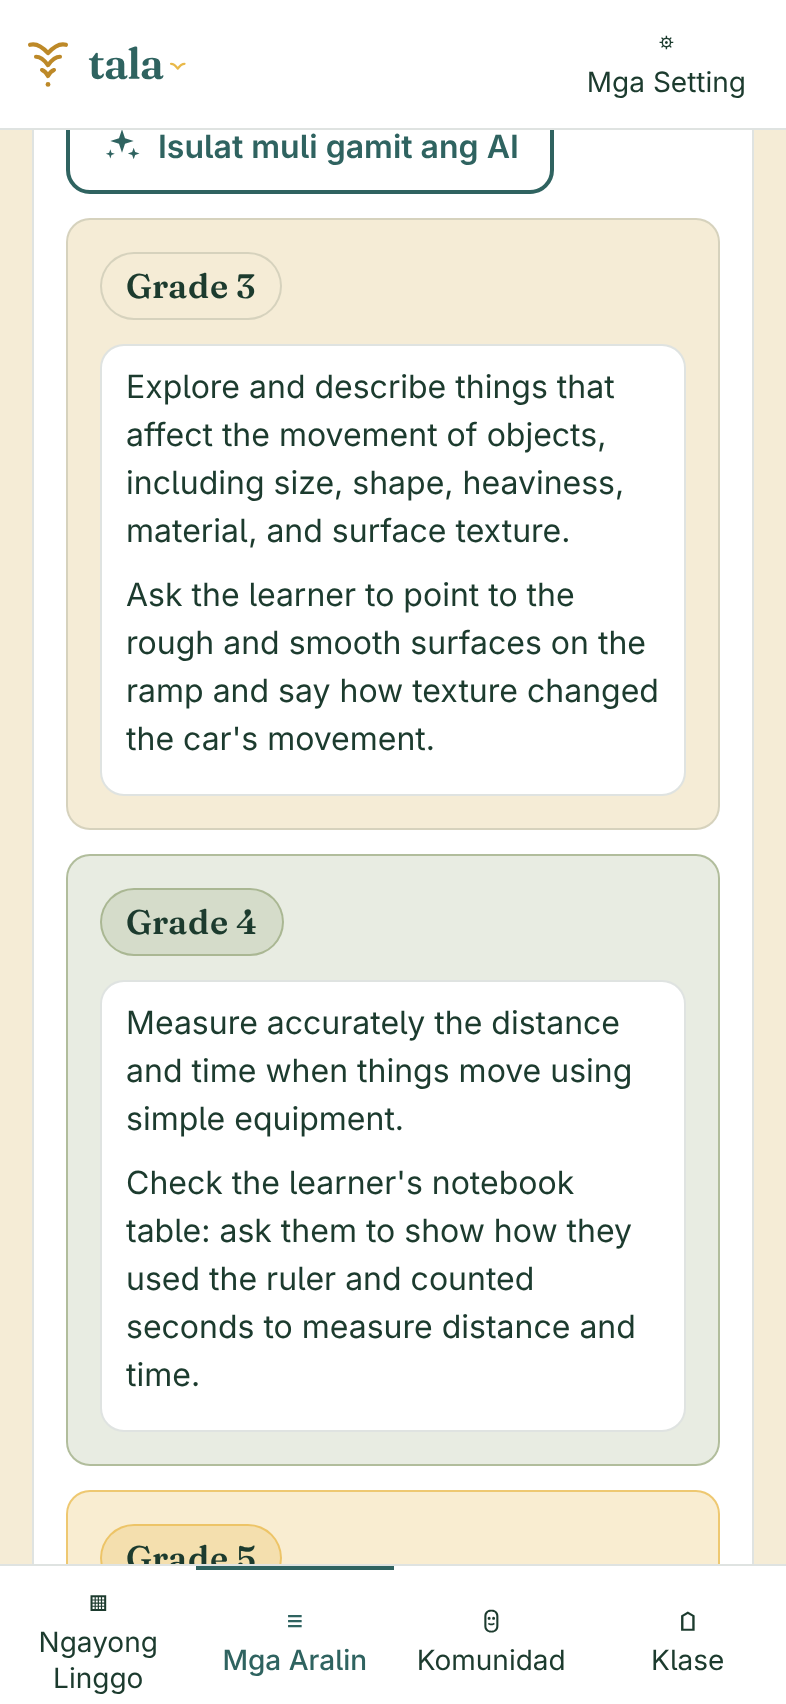 tala
Mga Setting
Isulat muli gamit ang AI
Grade 3
Explore and describe things that
affect the movement of objects,
including size, shape, heaviness,
material, and surface texture.
Ask the learner to point to the
rough and smooth surfaces on the
ramp and say how texture changed
the car's movement.
Grade 4
Measure accurately the distance
and time when things move using
simple equipment.
Check the learner's notebook
table: ask them to show how they
used the ruler and counted
seconds to measure distance and
time.
Grade 5
Ngayong
Linggo
Mga Aralin
Komunidad
Klase